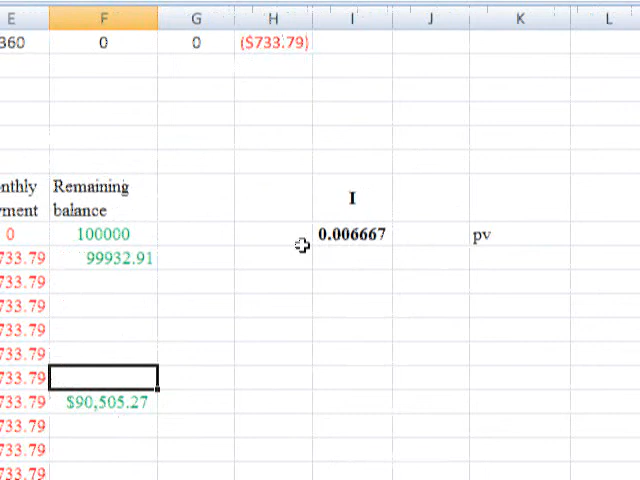 E F G H I J K L
360 0 0 ($733.79)
nthly Remaining
ment balance
I
0 100000 0.006667 pv
733.79 99932.91
733.79
733.79
733.79
733.79
733.79
733.79 $90,505.27
733.79
733.79
733.79